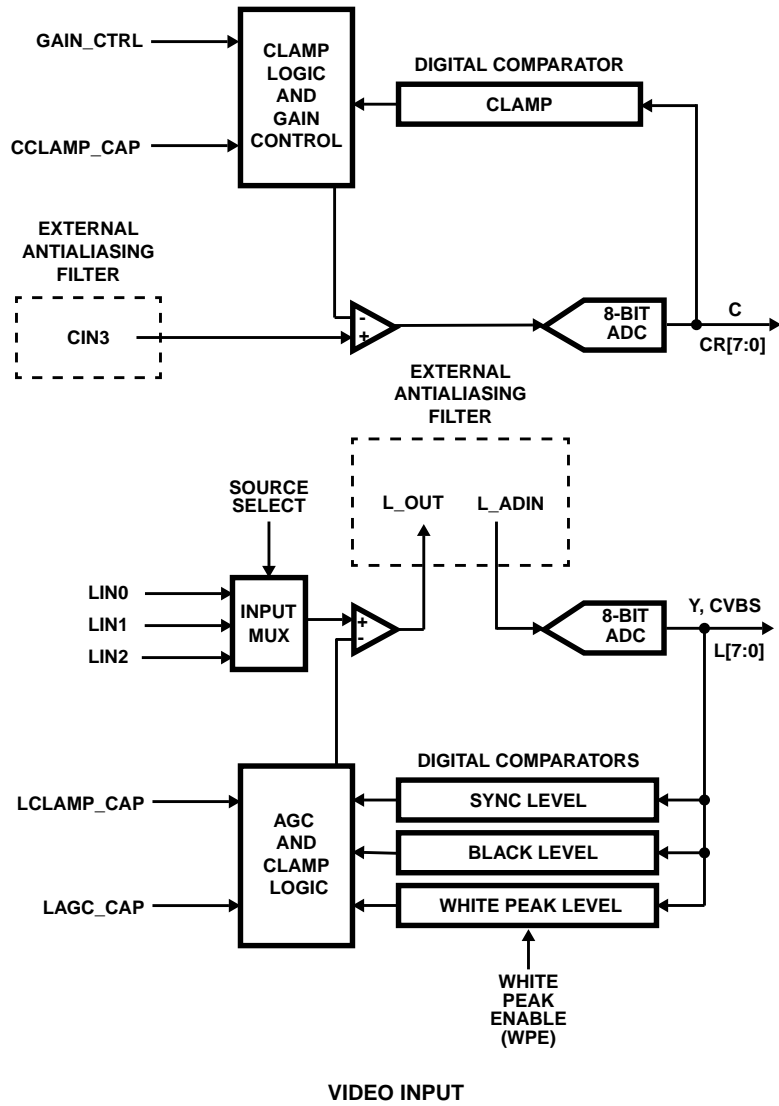 GAIN_CTRL
CCLAMP_CAP
CLAMP
LOGIC
AND
GAIN
CONTROL
DIGITAL COMPARATOR
CLAMP
EXTERNAL
ANTIALIASING
FILTER
CIN3
-
+
8-BIT
ADC
C
CR[7:0]
EXTERNAL
ANTIALIASING
FILTER
L_OUT
L_ADIN
SOURCE
SELECT
LIN0
LIN1
LIN2
INPUT
MUX
+
-
8-BIT
ADC
Y, CVBS
L[7:0]
LCLAMP_CAP
LAGC_CAP
AGC
AND
CLAMP
LOGIC
DIGITAL COMPARATORS
SYNC LEVEL
BLACK LEVEL
WHITE PEAK LEVEL
WHITE
PEAK
ENABLE
(WPE)
VIDEO INPUT